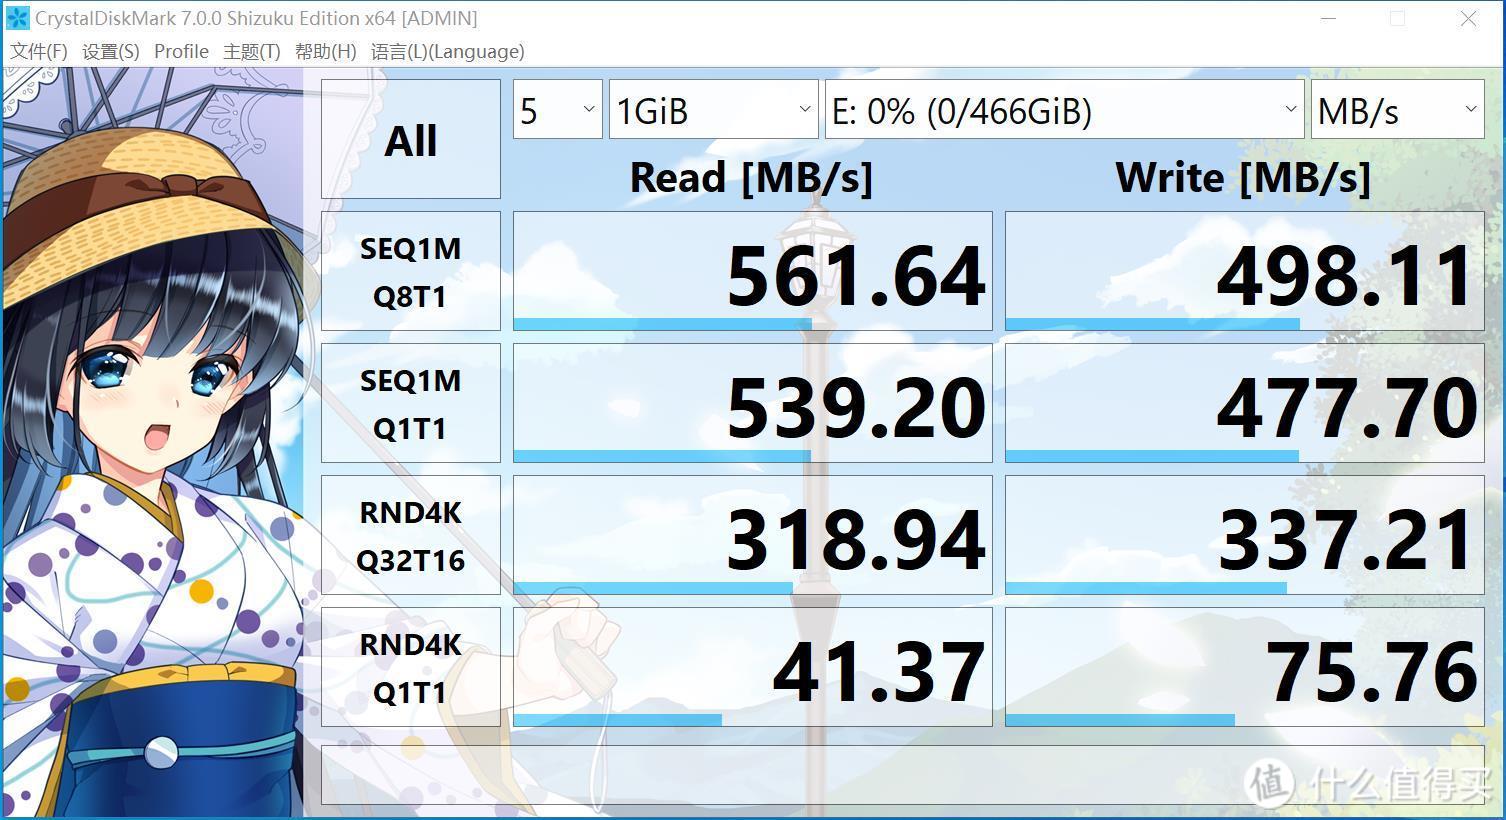 CrystalDiskMark 7.0.0 Shizuku Edition x64 [ADMIN]
文件(F) 设置(S) Profile 主题(T) 帮助(H) 语言(L)(Language)
All 5 1GiB E: 0% (0/466GiB) MB/s
Read [MB/s] Write [MB/s]
SEQ1M
Q8T1
561.64 498.11
SEQ1M
Q1T1
539.20 477.70
RND4K
Q32T16
318.94 337.21
RND4K
Q1T1
41.37 75.76
值 什么值得买